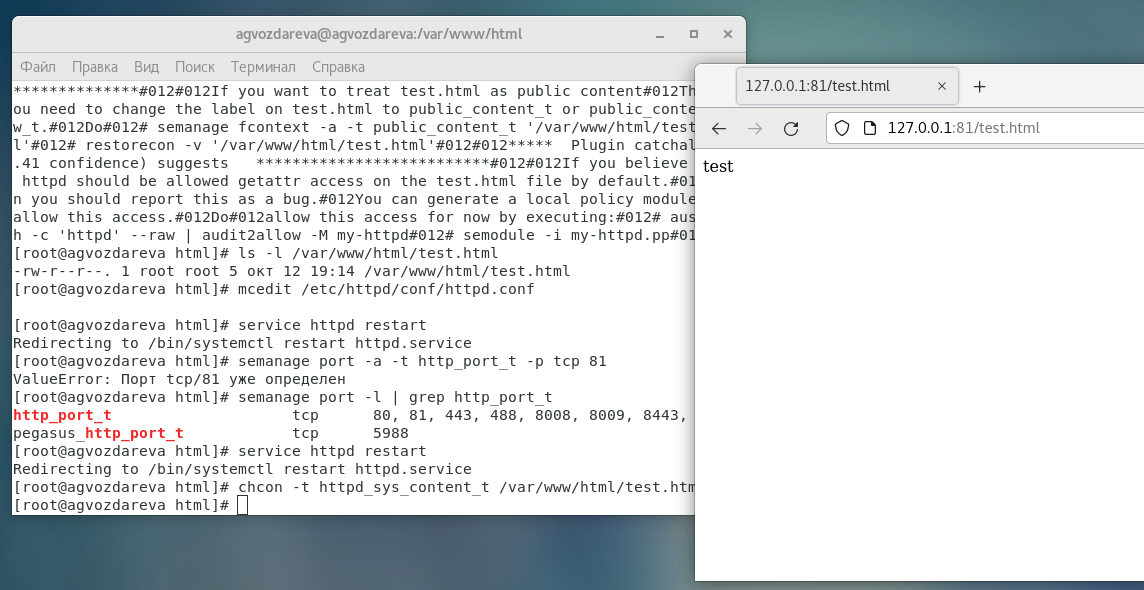 agvozdareva@agvozdareva:/var/www/html
Файл Правка Вид Поиск Терминал Справка
**************#012#012If you want to treat test.html as public content#012Th
ou need to change the label on test.html to public_content_t or public_conte
w_t.#012Do#012# semanage fcontext -a -t public_content_t '/var/www/html/test
l'#012# restorecon -v '/var/www/html/test.html'#012#012***** Plugin catchal
.41 confidence) suggests **************************#012#012If you believe
httpd should be allowed getattr access on the test.html file by default.#01
n you should report this as a bug.#012You can generate a local policy module
allow this access.#012Do#012allow this access for now by executing:#012# aus
h -c 'httpd' --raw | audit2allow -M my-httpd#012# semodule -i my-httpd.pp#01
[root@agvozdareva html]# ls -l /var/www/html/test.html
-rw-r--r--. 1 root root 5 окт 12 19:14 /var/www/html/test.html
[root@agvozdareva html]# mcedit /etc/httpd/conf/httpd.conf
[root@agvozdareva html]# service httpd restart
Redirecting to /bin/systemctl restart httpd.service
[root@agvozdareva html]# semanage port -a -t http_port_t -p tcp 81
ValueError: Порт tcp/81 уже определен
[root@agvozdareva html]# semanage port -l | grep http_port_t
http_port_t tcp 80, 81, 443, 488, 8008, 8009, 8443,
pegasus_http_port_t tcp 5988
[root@agvozdareva html]# service httpd restart
Redirecting to /bin/systemctl restart httpd.service
[root@agvozdareva html]# chcon -t httpd_sys_content_t /var/www/html/test.htm
[root@agvozdareva html]#
127.0.0.1:81/test.html
127.0.0.1:81/test.html
test